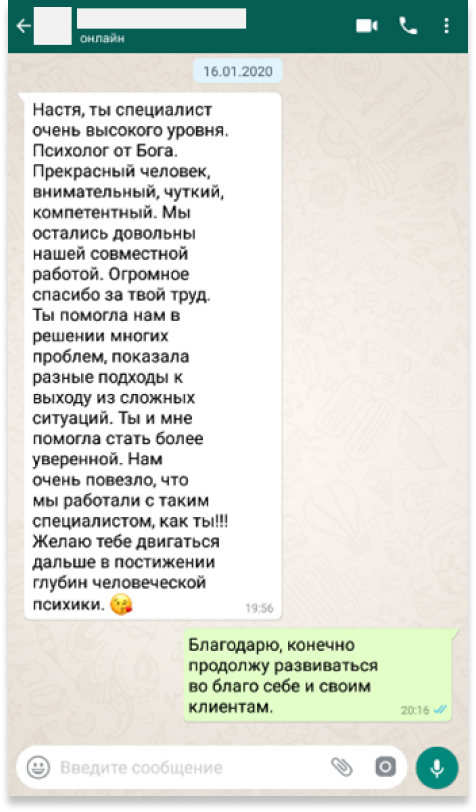 онлайн
16.01.2020
Настя, ты специалист
очень высокого уровня.
Психолог от Бога.
Прекрасный человек,
внимательный, чуткий,
компетентный. Мы
остались довольны
нашей совместной
работой. Огромное
спасибо за твой труд.
Ты помогла нам в
решении многих
проблем, показала
разные подходы к
выходу из сложных
ситуаций. Ты и мне
помогла стать более
уверенной. Нам
очень повезло, что
мы работали с таким
специалистом, как ты!!!
Желаю тебе двигаться
дальше в постижении
глубин человеческой
психики. 😘
19:56
Благодарю, конечно
продолжу развиваться
во благо себе и своим
клиентам.
20:16
Введите сообщение